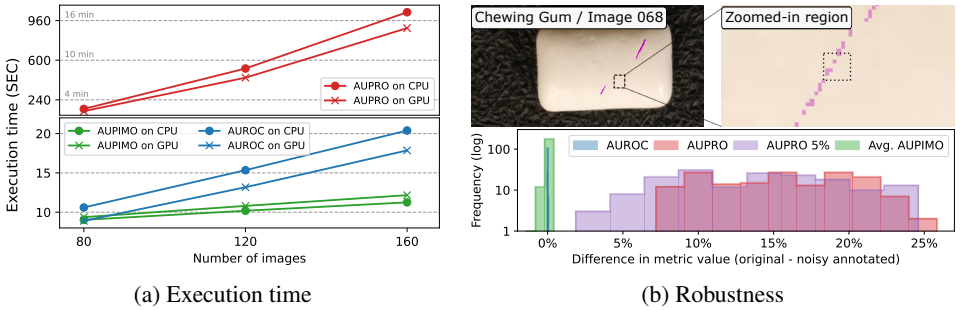 Execution time (SEC)
960
600
240
16 min
10 min
4 min
AUPRO on CPU
AUPRO on GPU
20
15
10
AUPIMO on CPU
AUPIMO on GPU
AUROC on CPU
AUROC on GPU
80
120
160
Number of images
(a) Execution time
Chewing Gum / Image 068
Zoomed-in region
Frequency (log)
100
10
1
AUROC
AUPRO
AUPRO 5%
Avg. AUPIMO
0%
5%
10%
15%
20%
25%
Difference in metric value (original - noisy annotated)
(b) Robustness